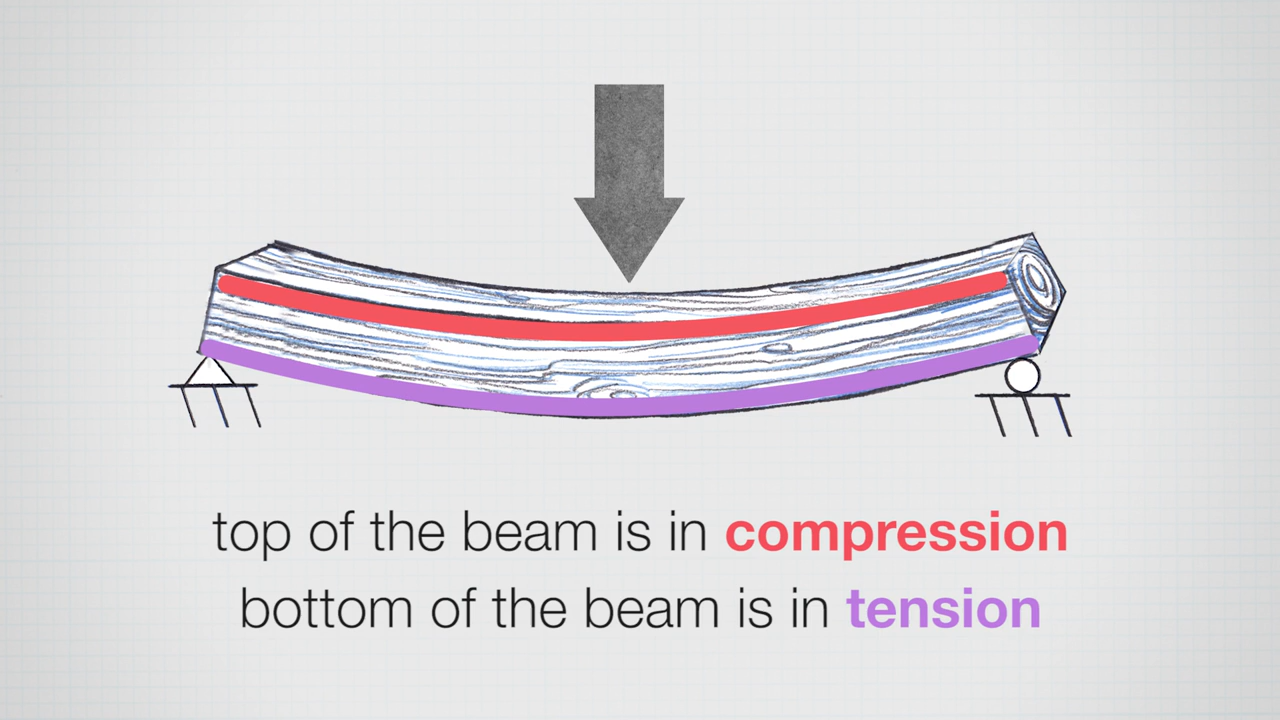 top of the beam is in compression
bottom of the beam is in tension